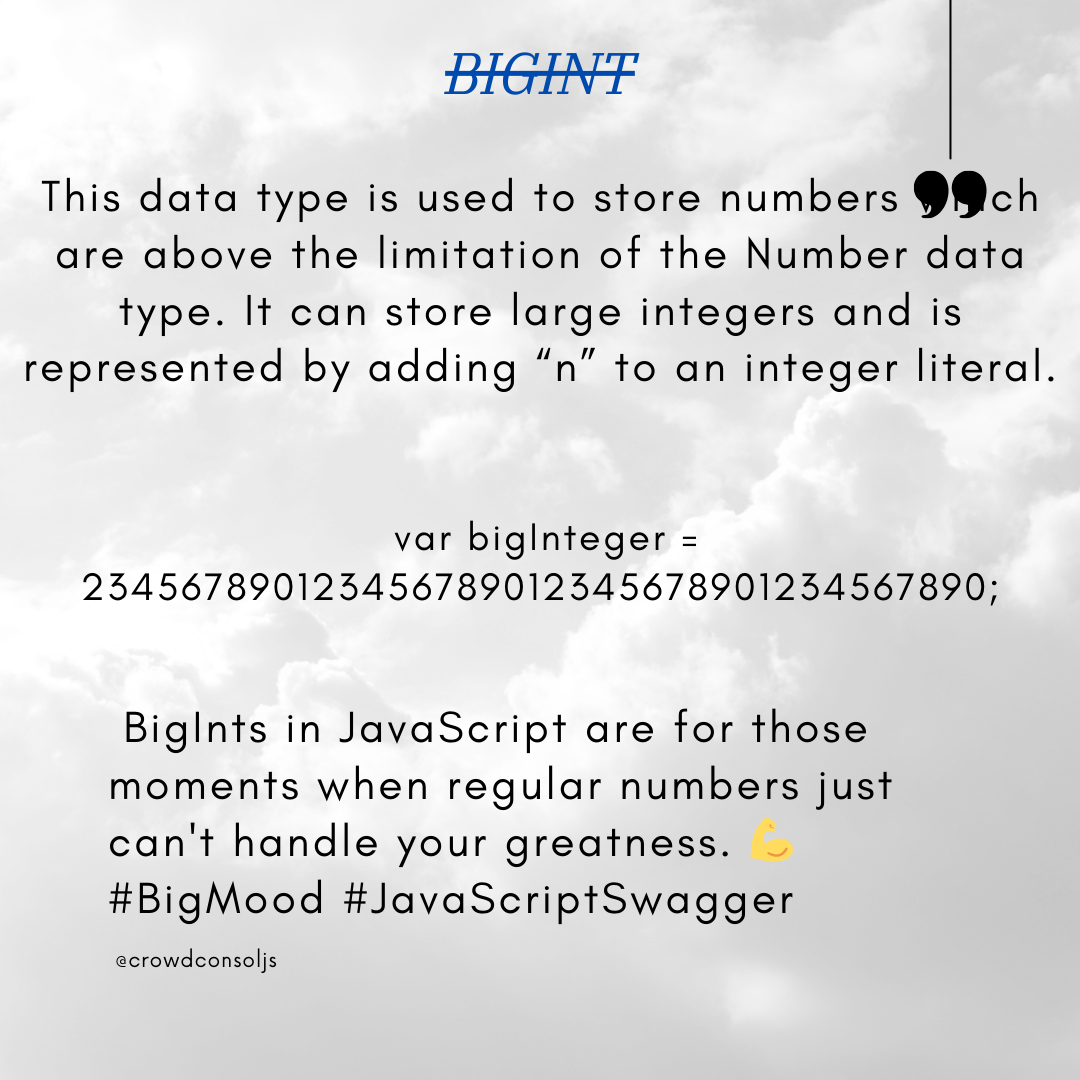 BIGINT
This data type is used to store numbers which
are above the limitation of the Number data
type. It can store large integers and is
represented by adding “n” to an integer literal.
var bigInteger =
234567890123456789012345678901234567890;
BigInts in JavaScript are for those
moments when regular numbers just
can't handle your greatness. 💪
#BigMood #JavaScriptSwagger
@crowdconsoljs